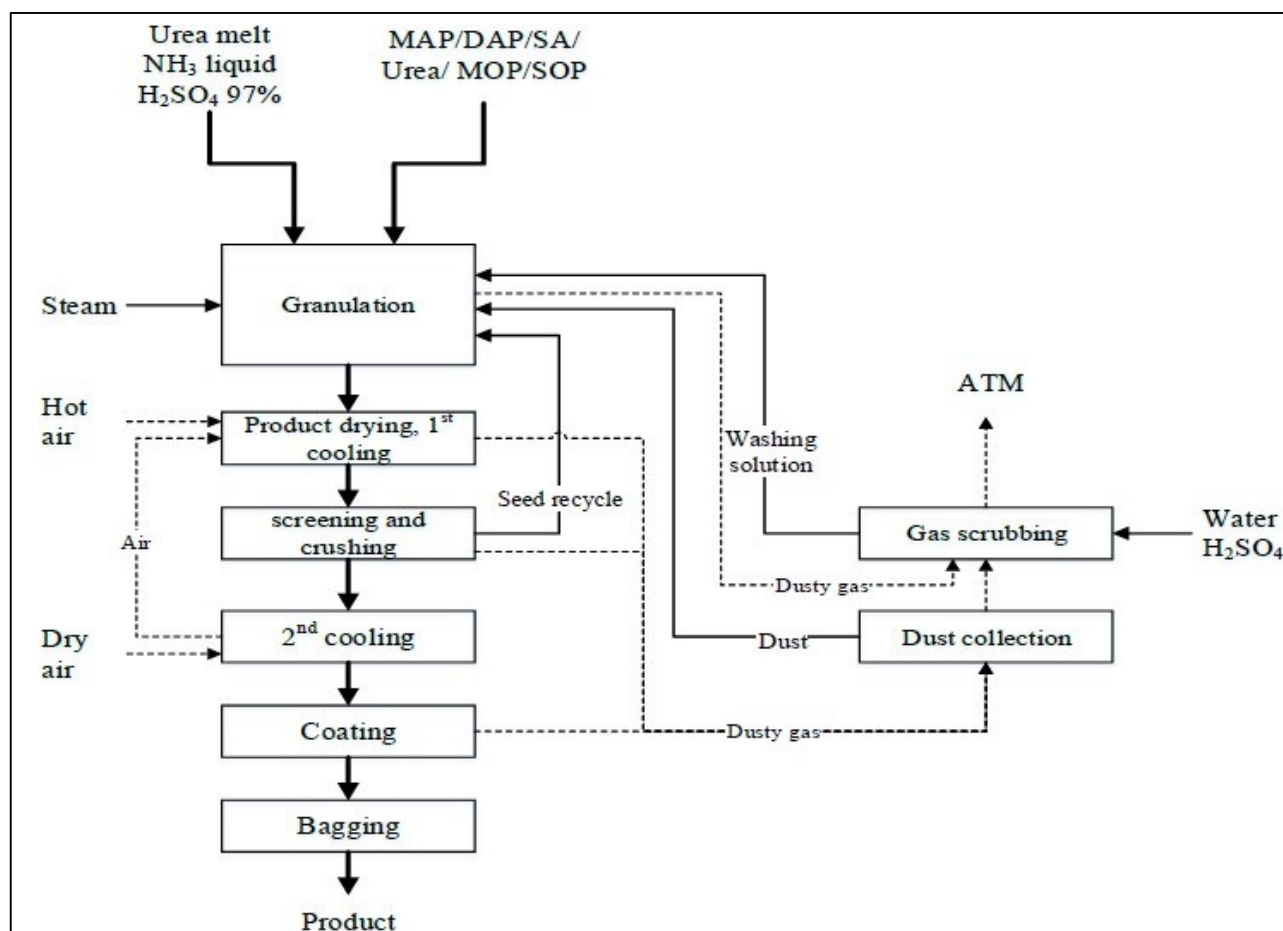 Urea melt
NH₃ liquid
H₂SO₄ 97%
MAP/DAP/SA/
Urea/ MOP/SOP
Steam
Granulation
Hot
air
Product drying, 1st
cooling
Washing
solution
ATM
Seed recycle
screening and
crushing
Gas scrubbing
Water
H₂SO₄
Air
Dusty gas
Dry
air
2nd cooling
Dust
Dust collection
Coating
Dusty gas
Bagging
Product